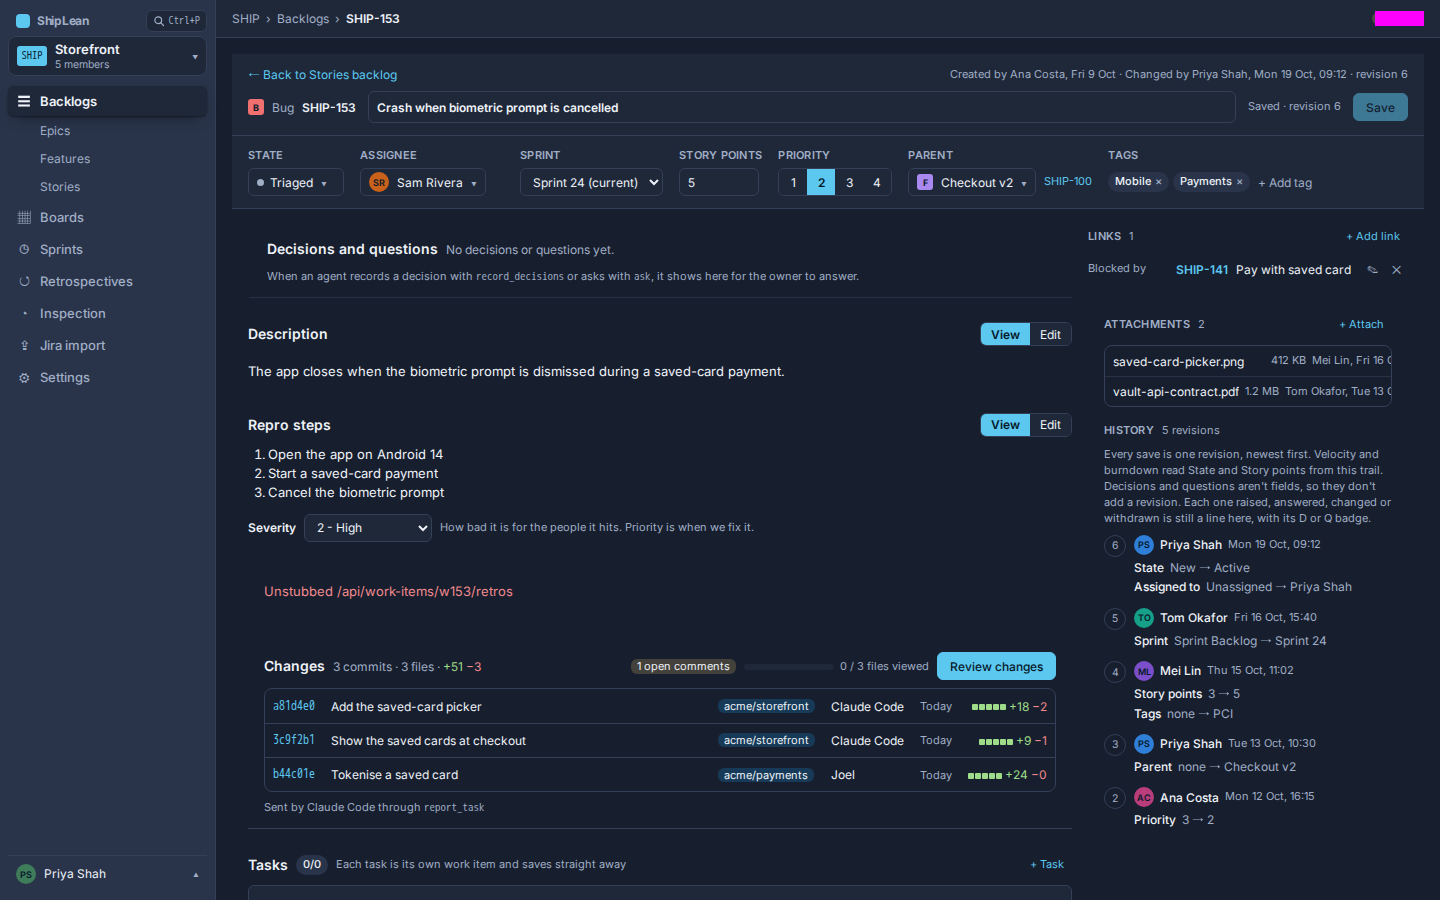 ShipLean
Ctrl+P
SHIP
Storefront
5 members
Backlogs
Epics
Features
Stories
Boards
Sprints
Retrospectives
Inspection
Jira import
Settings
PS Priya Shah
SHIP › Backlogs › SHIP-153
← Back to Stories backlog
Created by Ana Costa, Fri 9 Oct · Changed by Priya Shah, Mon 19 Oct, 09:12 · revision 6
B Bug SHIP-153 Crash when biometric prompt is cancelled
Saved · revision 6 Save
STATE ASSIGNEE SPRINT STORY POINTS PRIORITY PARENT TAGS
Triaged SR Sam Rivera Sprint 24 (current) 5 1 2 3 4 F Checkout v2 SHIP-100 Mobile × Payments × + Add tag
Decisions and questions No decisions or questions yet.
When an agent records a decision with record_decisions or asks with ask, it shows here for the owner to answer.
Description View Edit
The app closes when the biometric prompt is dismissed during a saved-card payment.
Repro steps View Edit
1. Open the app on Android 14
2. Start a saved-card payment
3. Cancel the biometric prompt
Severity 2 - High How bad it is for the people it hits. Priority is when we fix it.
Unstubbed /api/work-items/w153/retros
Changes 3 commits · 3 files · +51 −3 1 open comments 0 / 3 files viewed Review changes
a81d4e0 Add the saved-card picker acme/storefront Claude Code Today +18 −2
3c9f2b1 Show the saved cards at checkout acme/storefront Claude Code Today +9 −1
b44c01e Tokenise a saved card acme/payments Joel Today +24 −0
Sent by Claude Code through report_task
Tasks 0/0 Each task is its own work item and saves straight away + Task
LINKS 1 + Add link
Blocked by SHIP-141 Pay with saved card
ATTACHMENTS 2 + Attach
saved-card-picker.png 412 KB Mei Lin, Fri 16
vault-api-contract.pdf 1.2 MB Tom Okafor, Tue 13
HISTORY 5 revisions
Every save is one revision, newest first. Velocity and
burndown read State and Story points from this trail.
Decisions and questions aren't fields, so they don't
add a revision. Each one raised, answered, changed or
withdrawn is still a line here, with its D or Q badge.
6 PS Priya Shah Mon 19 Oct, 09:12
State New → Active
Assigned to Unassigned → Priya Shah
5 TO Tom Okafor Fri 16 Oct, 15:40
Sprint Sprint Backlog → Sprint 24
4 ML Mei Lin Thu 15 Oct, 11:02
Story points 3 → 5
Tags none → PCI
3 PS Priya Shah Tue 13 Oct, 10:30
Parent none → Checkout v2
2 AC Ana Costa Mon 12 Oct, 16:15
Priority 3 → 2